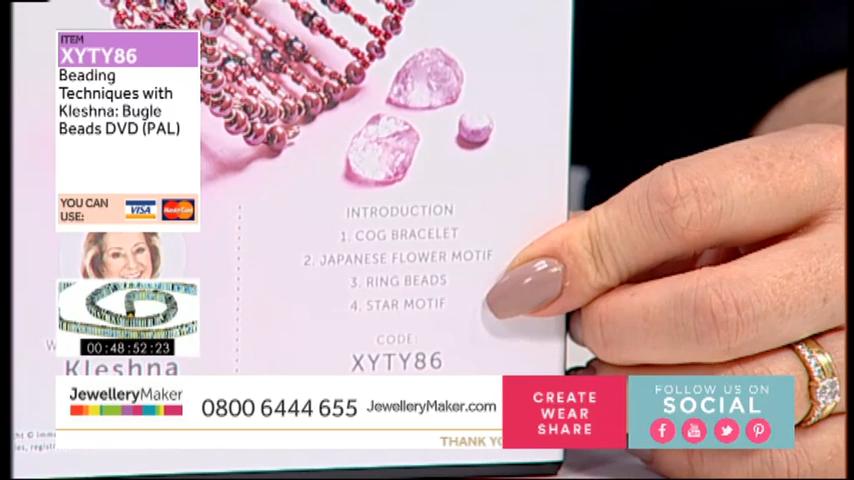 ITEM
XYTY86
Beading
Techniques with
Kleshna: Bugle
Beads DVD (PAL)
YOU CAN
USE:
VISA
MasterCard
00:48:52:23
INTRODUCTION
1. COG BRACELET
2. JAPANESE FLOWER MOTIF
3. RING BEADS
4. STAR MOTIF
CODE:
XYTY86
Kleshna
JewelleryMaker
0800 6444 655
JewelleryMaker.com
CREATE
WEAR
SHARE
FOLLOW US ON
SOCIAL
You
Tube
THANK